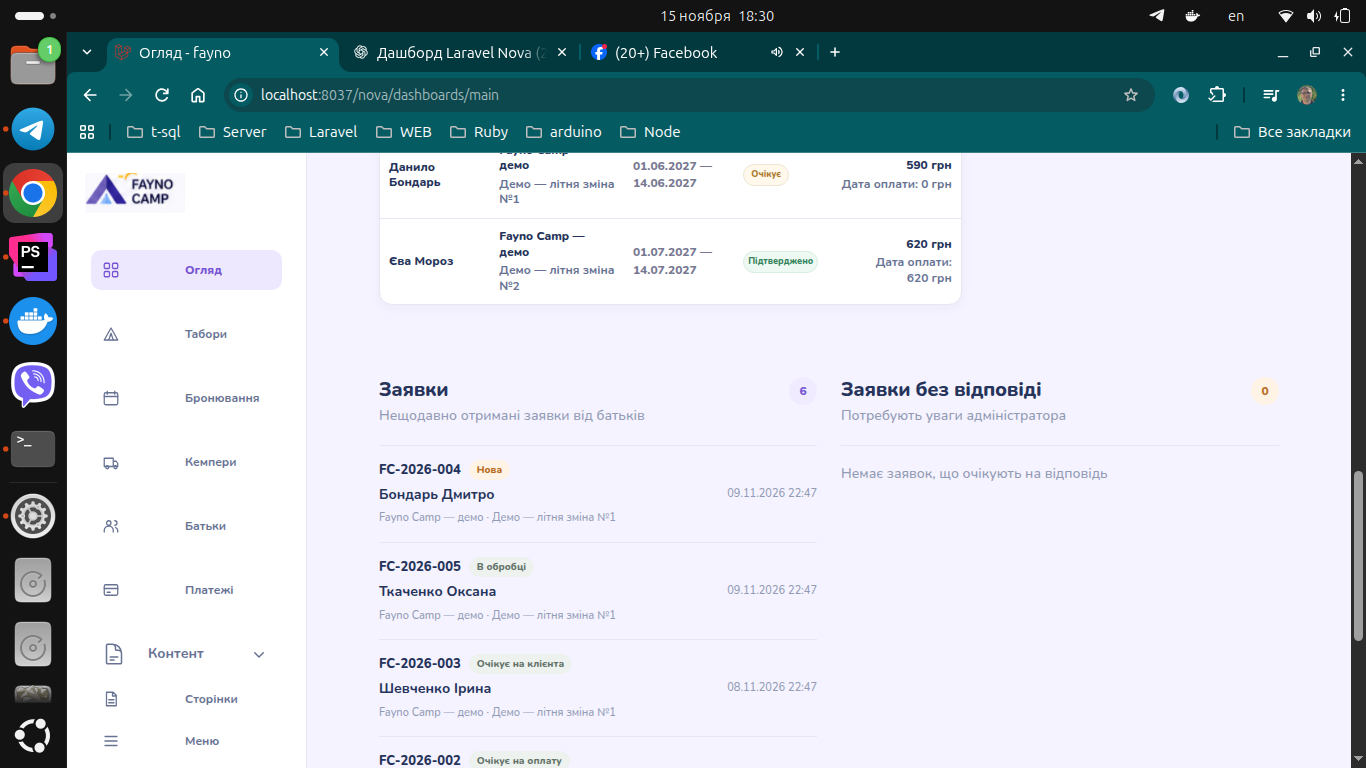 15 ноября 18:30
en
1
Огляд - fayno
Дашборд Laravel Nova (
(20+) Facebook
localhost:8037/nova/dashboards/main
t-sql
Server
Laravel
WEB
Ruby
arduino
Node
Все закладки
FAYNO
CAMP
PS
>_
Огляд
Табори
Бронювання
Кемпери
Батьки
Платежі
Контент
Сторінки
Меню
Данило
Бондарь
Fayno Camp —
демо
Демо — літня зміна
№1
01.06.2027 —
14.06.2027
Очікує
590 грн
Дата оплати: 0 грн
Єва Мороз
Fayno Camp —
демо
Демо — літня зміна
№2
01.07.2027 —
14.07.2027
Підтверджено
620 грн
Дата оплати:
620 грн
Заявки
6
Нещодавно отримані заявки від батьків
FC-2026-004 Нова
Бондарь Дмитро
09.11.2026 22:47
Fayno Camp — демо · Демо — літня зміна №1
FC-2026-005 В обробці
Ткаченко Оксана
09.11.2026 22:47
Fayno Camp — демо · Демо — літня зміна №1
FC-2026-003 Очікує на клієнта
Шевченко Ірина
08.11.2026 22:47
Fayno Camp — демо · Демо — літня зміна №1
FC-2026-002 Очікує на оплату
Заявки без відповіді
0
Потребують уваги адміністратора
Немає заявок, що очікують на відповідь